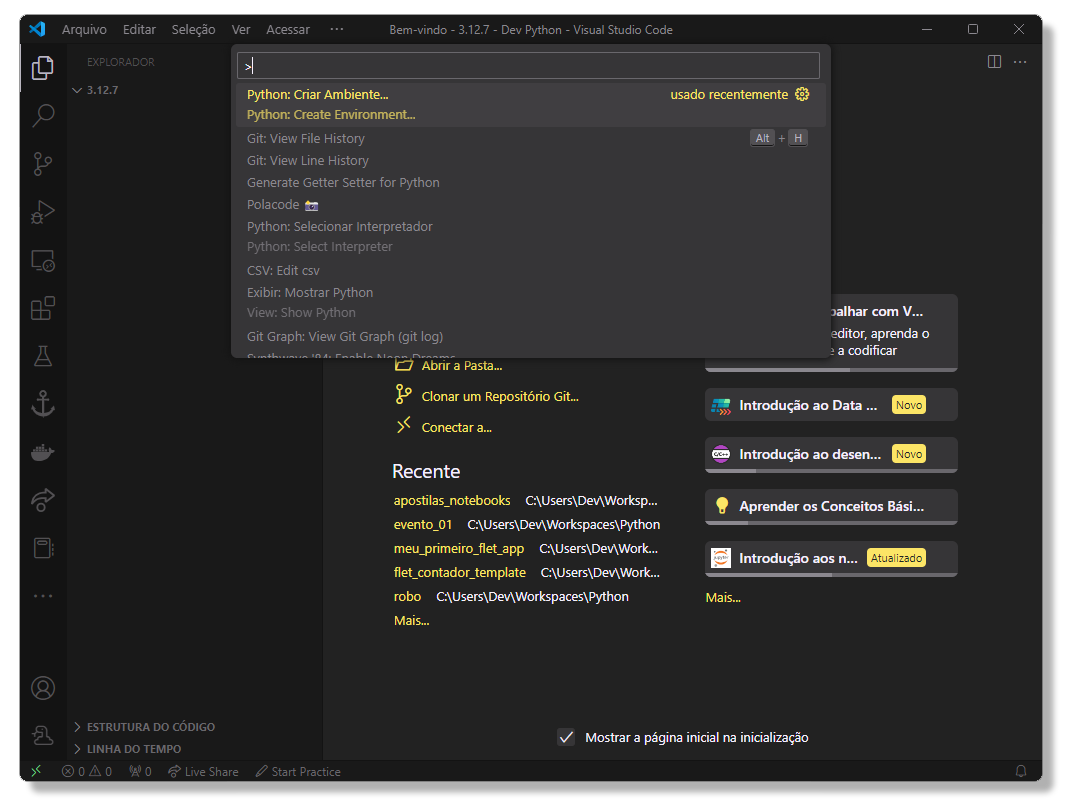 Arquivo Editar Seleção Ver Acessar ··· Bem-vindo - 3.12.7 - Dev Python - Visual Studio Code
EXPLORADOR
3.12.7
>
Python: Criar Ambiente... usado recentemente
Python: Create Environment...
Git: View File History Alt + H
Git: View Line History
Generate Getter Setter for Python
Polacode 📸
Python: Selecionar Interpretador
Python: Select Interpreter
CSV: Edit csv
Exibir: Mostrar Python
View: Show Python
Git Graph: View Git Graph (git log)
Synthwave '84: Enable Neon Dreams
Abrir a Pasta...
Clonar um Repositório Git...
Conectar a...
Recente
apostilas_notebooks C:\Users\Dev\Worksp...
evento_01 C:\Users\Dev\Workspaces\Python
meu_primeiro_flet_app C:\Users\Dev\Work...
flet_contador_template C:\Users\Dev\Work...
robo C:\Users\Dev\Workspaces\Python
Mais...
balhar com V...
editor, aprenda o
e a codificar
Introdução ao Data ... Novo
C/C++ Introdução ao desen... Novo
Aprender os Conceitos Bási...
jupyter Introdução aos n... Atualizado
Mais...
ESTRUTURA DO CÓDIGO
LINHA DO TEMPO
Mostrar a página inicial na inicialização
0 0 0 Live Share Start Practice